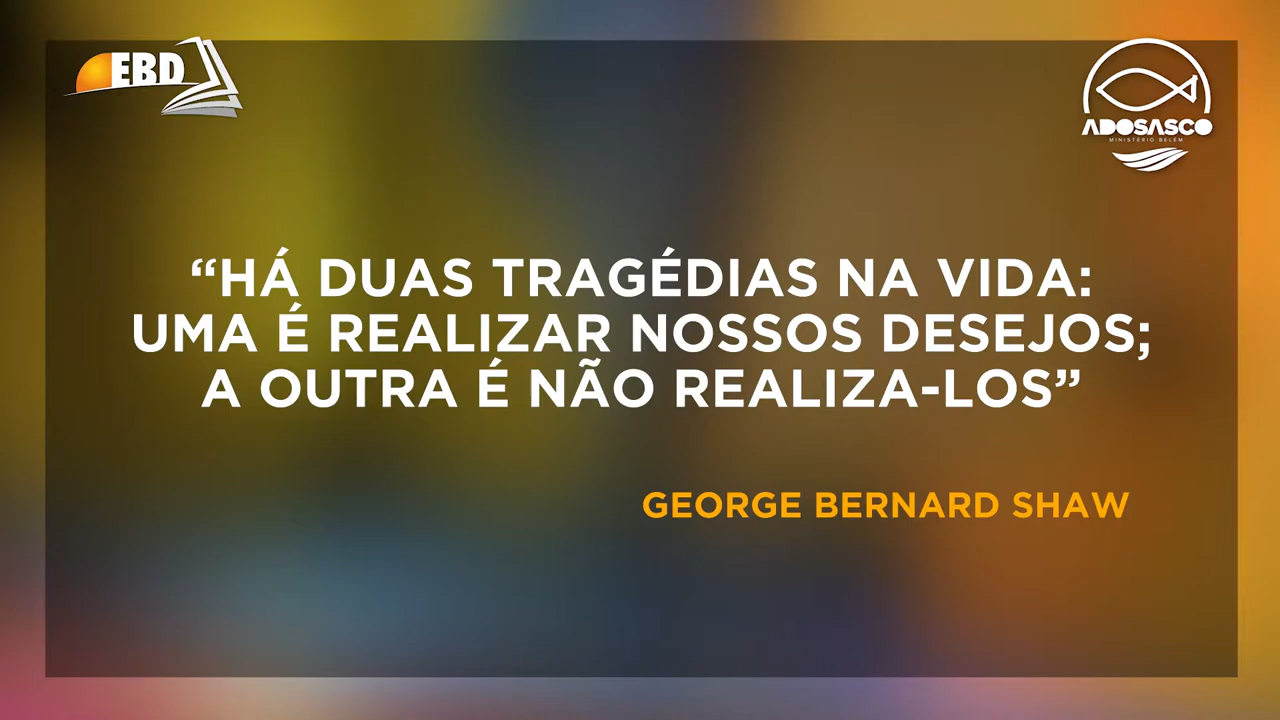 EBD
ADOSASCO
MINISTÉRIO BELÉM
“HÁ DUAS TRAGÉDIAS NA VIDA:
UMA É REALIZAR NOSSOS DESEJOS;
A OUTRA É NÃO REALIZA-LOS”
GEORGE BERNARD SHAW